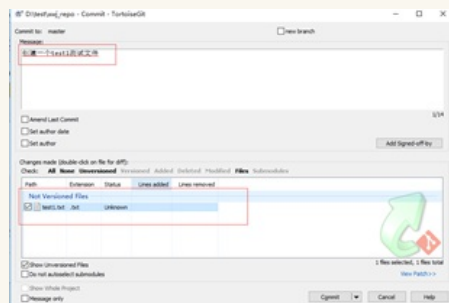 D:\test\wj_repo - Commit - TortoiseGit
Commit to: master
new branch
Message:
创建一个test1测试文件
1/14
Amend Last Commit
Set author date
Set author
Add Signed-off-by
Changes made (double-click on file for diff):
Check: All None Unversioned Versioned Added Deleted Modified Files Submodules
Path Extension Status Lines added Lines removed
Not Versioned Files
test1.txt .txt Unknown
Show Unversioned Files
1 files selected, 1 files total
Do not autoselect submodules
View Patch>>
Show Whole Project
Message only
Commit Cancel Help